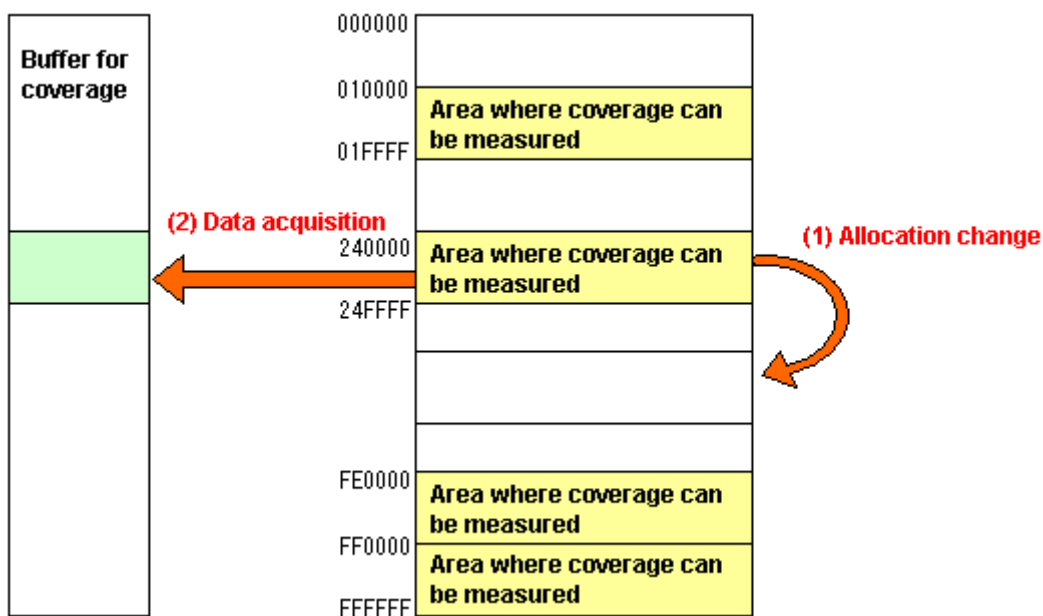 Buffer for
coverage
000000
010000
Area where coverage can
be measured
01FFFF
(2) Data acquisition
240000
Area where coverage can
be measured
(1) Allocation change
24FFFF
FE0000
Area where coverage can
be measured
FF0000
Area where coverage can
be measured
FFFFFF